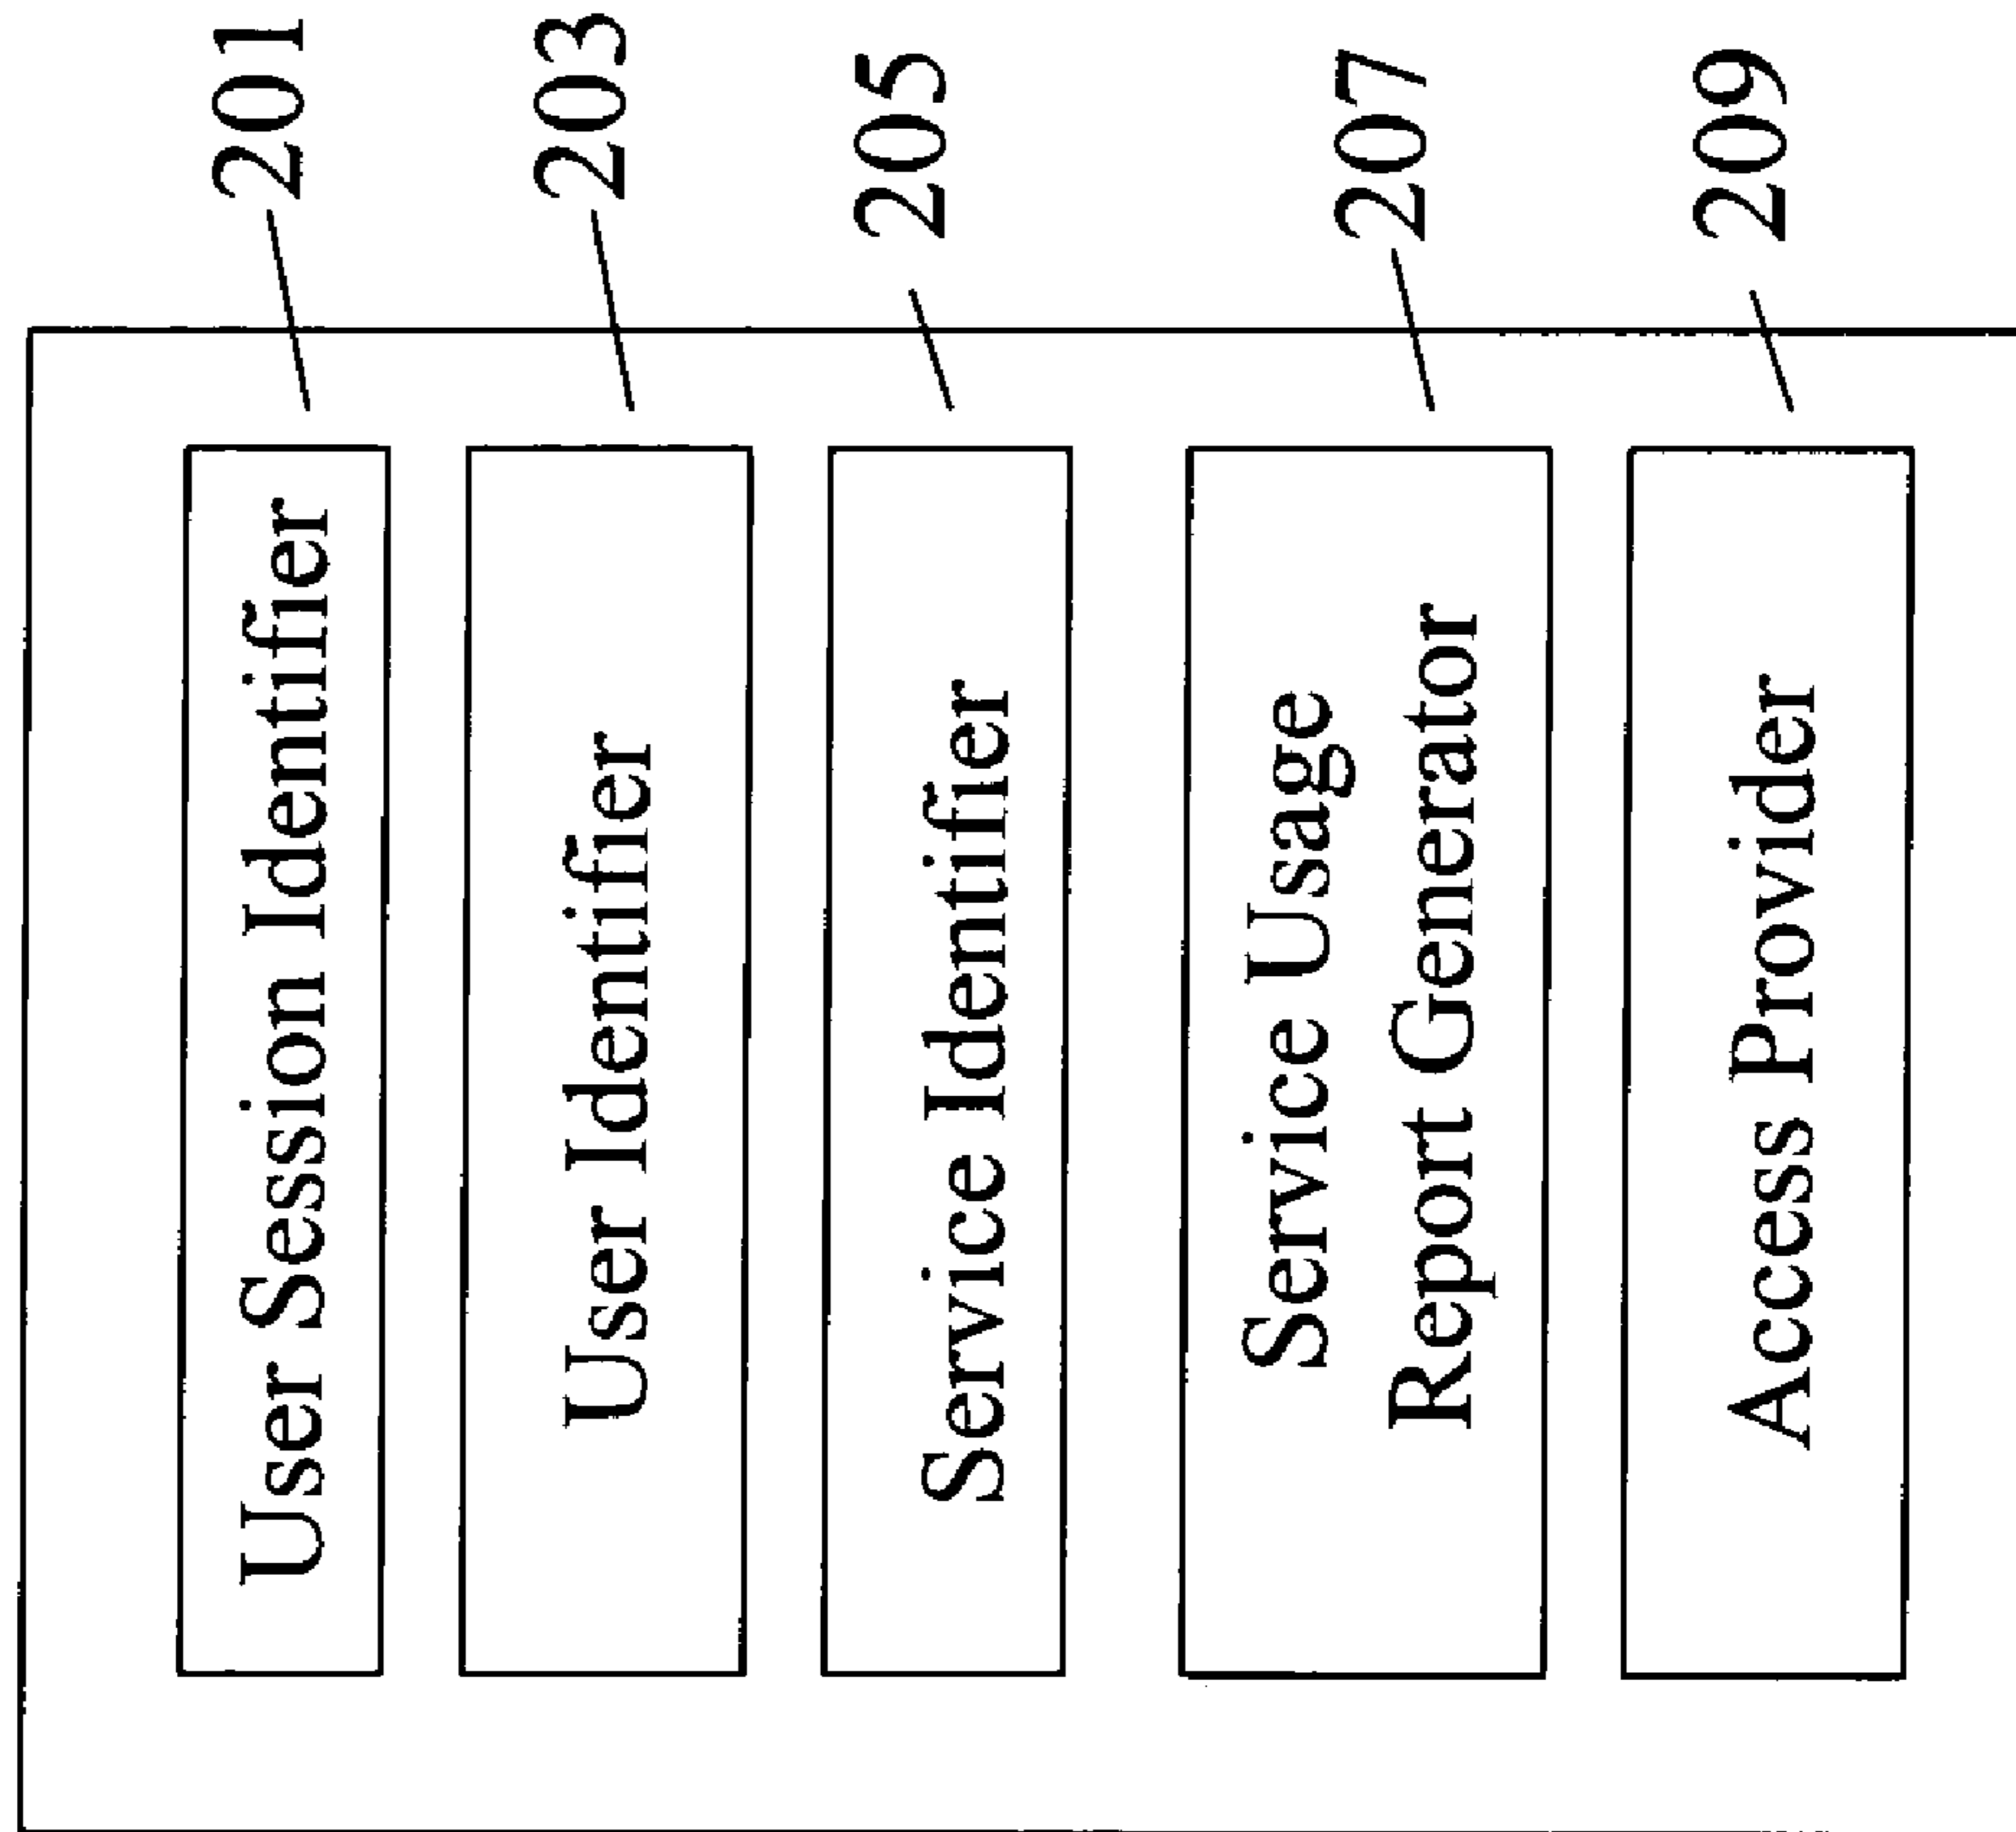 User Session Identifier
201
User Identifier
203
Service Identifier
205
Service Usage
Report Generator
207
Access Provider
209